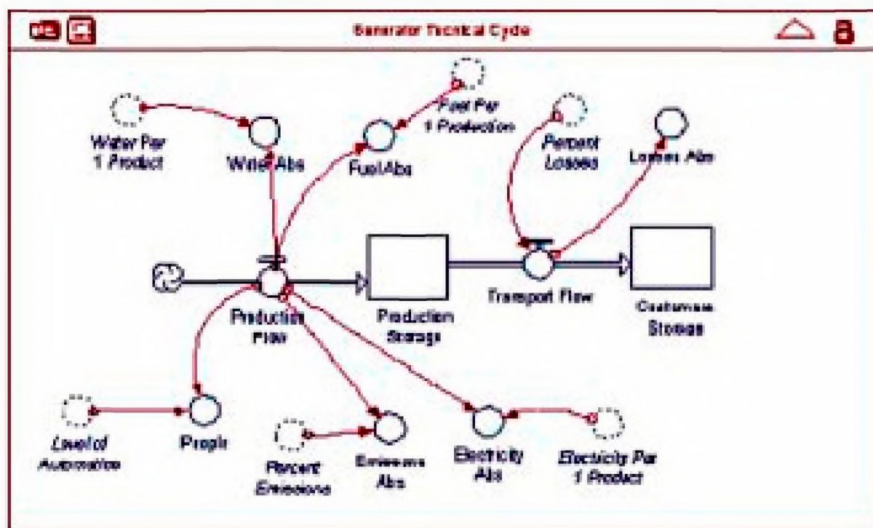 Generator Tecnical Cycle
Fuel Per
1 Production
Water Per
1 Product
Water Abs
Fuel Abs
Percent
Losses
Losses Abs
Production
Flow
Production
Storage
Transport Flow
Customers
Storage
Level of
Automation
People
Percent
Emissions
Emissions
Abs
Electricity
Abs
Electricity Per
1 Product